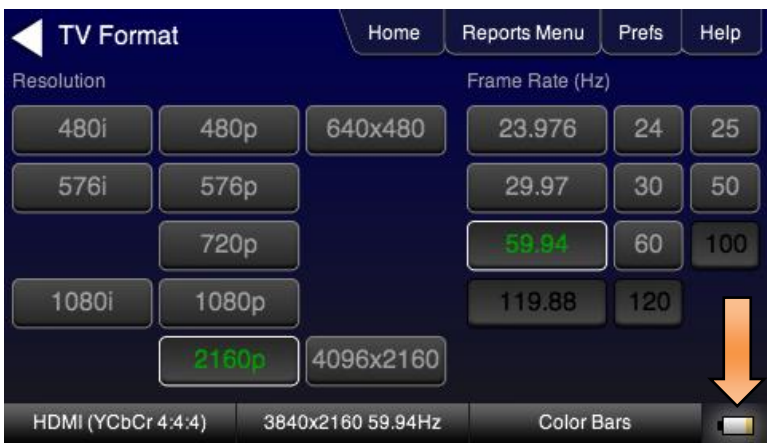 TV Format Home Reports Menu Prefs Help
Resolution Frame Rate (Hz)
480i 480p 640x480 23.976 24 25
576i 576p 29.97 30 50
720p 59.94 60 100
1080i 1080p 119.88 120
2160p 4096x2160
HDMI (YCbCr 4:4:4) 3840x2160 59.94Hz Color Bars